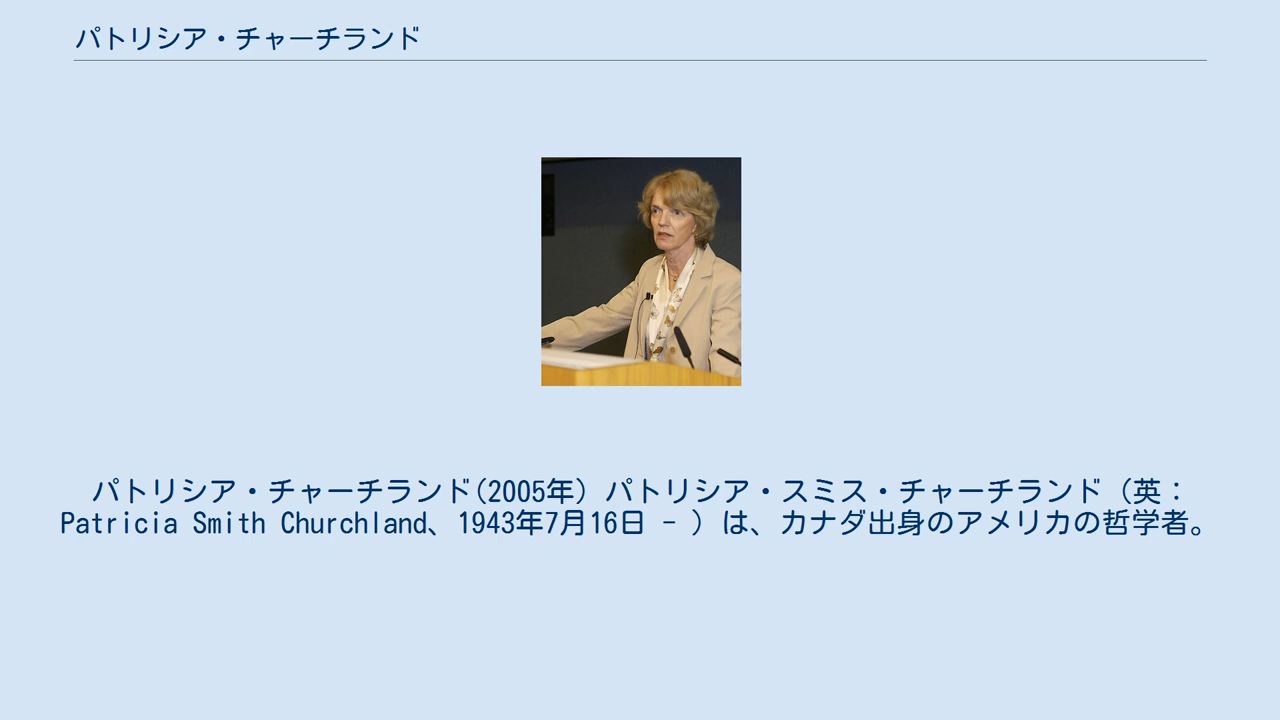 パトリシア・チャーチランド
パトリシア・チャーチランド(2005年) パトリシア・スミス・チャーチランド（英：
Patricia Smith Churchland、1943年7月16日 - ）は、カナダ出身のアメリカの哲学者。